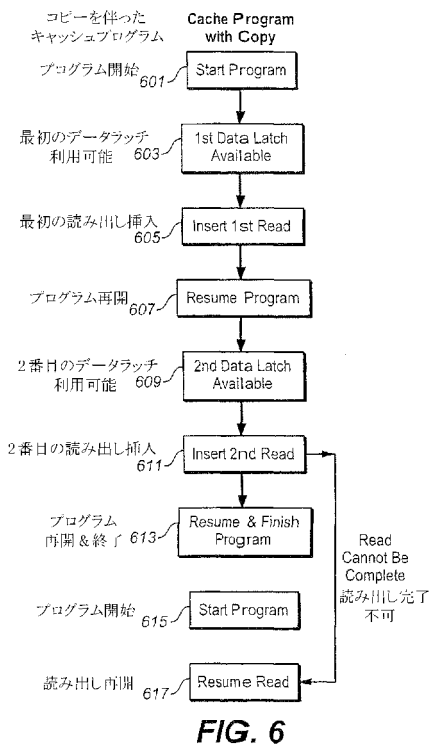 コピーを伴った
キャッシュプログラム
Cache Program
with Copy
プログラム開始
601
Start Program
最初のデータラッチ
利用可能
603
1st Data Latch
Available
最初の読み出し挿入
605
Insert 1st Read
プログラム再開
607
Resume Program
2番目のデータラッチ
利用可能
609
2nd Data Latch
Available
2番目の読み出し挿入
611
Insert 2nd Read
プログラム
再開&終了
613
Resume & Finish
Program
Read
Cannot Be
Complete
読み出し完了
不可
プログラム開始
615
Start Program
読み出し再開
617
Resume Read
FIG. 6